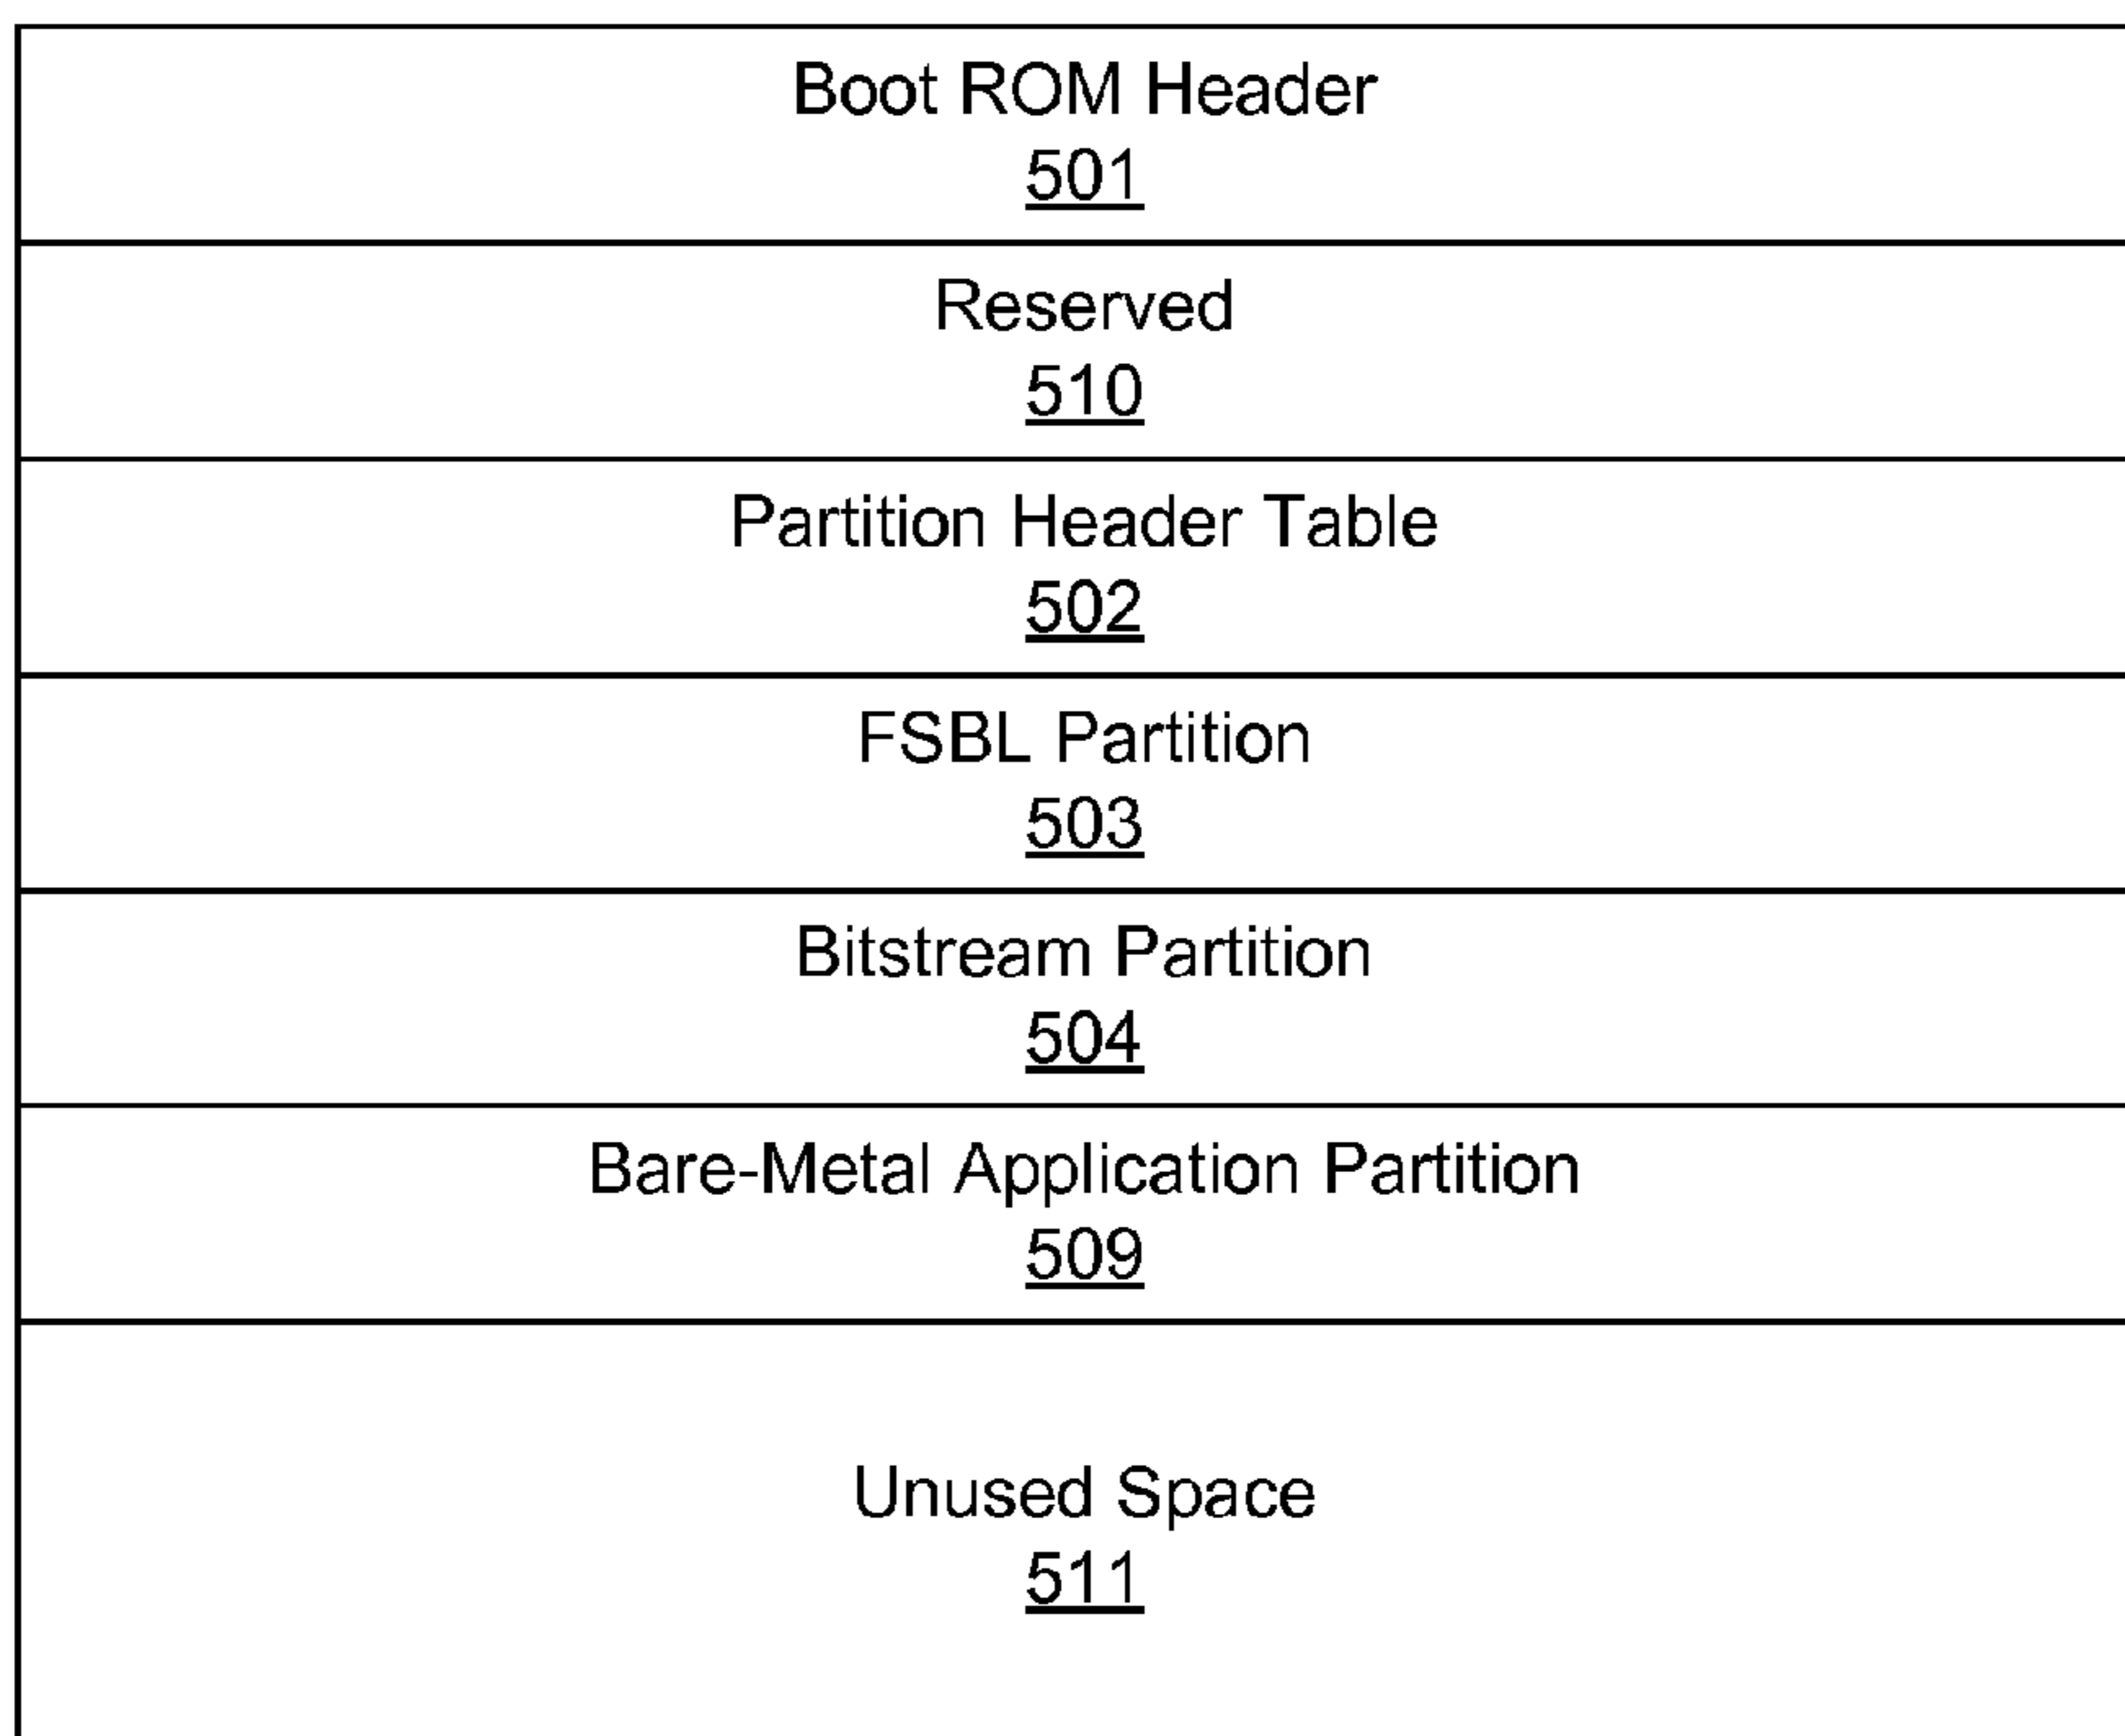 Boot ROM Header
501
Reserved
510
Partition Header Table
502
FSBL Partition
503
Bitstream Partition
504
Bare-Metal Application Partition
509
Unused Space
511